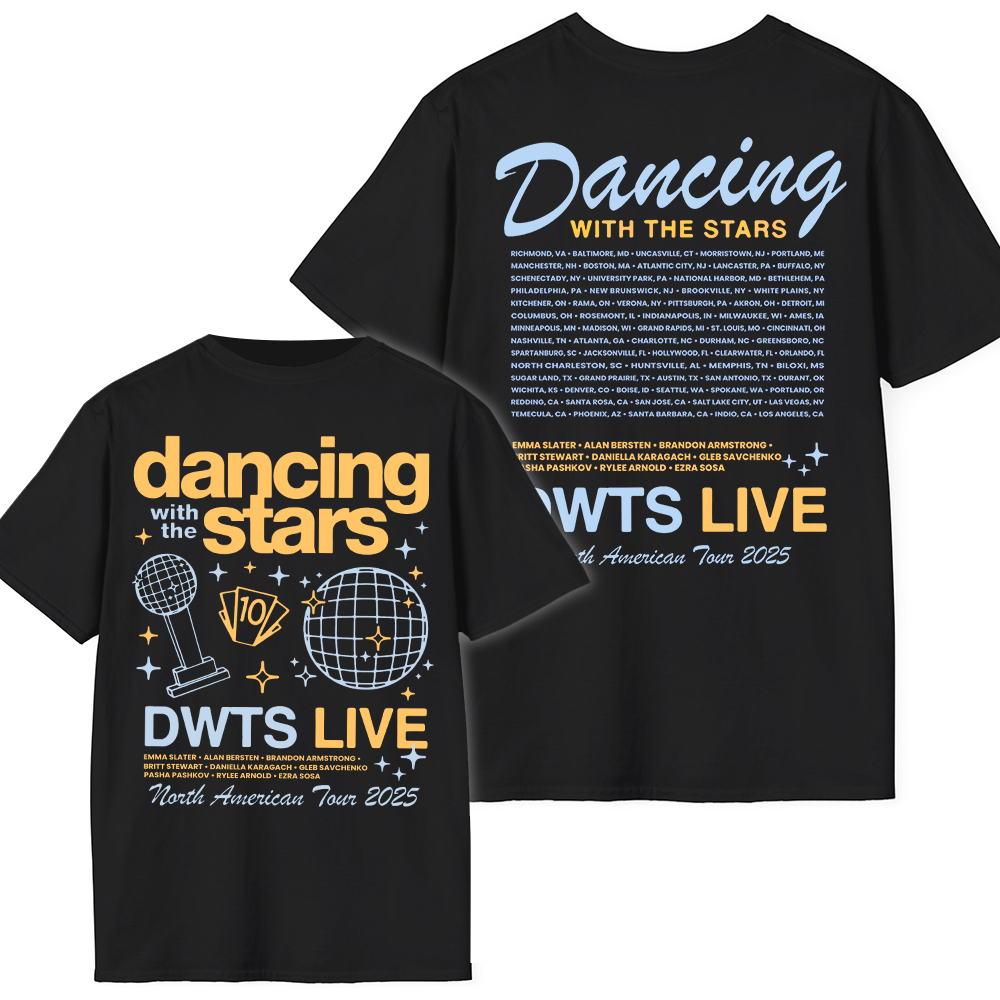 dancing
with
the stars
10
DWTS LIVE
EMMA SLATER • ALAN BERSTEN • BRANDON ARMSTRONG •
BRITT STEWART • DANIELLA KARAGACH • GLEB SAVCHENKO
PASHA PASHKOV • RYLEE ARNOLD • EZRA SOSA
North American Tour 2025
Dancing
WITH THE STARS
RICHMOND, VA • BALTIMORE, MD • UNCASVILLE, CT • MORRISTOWN, NJ • PORTLAND, ME
MANCHESTER, NH • BOSTON, MA • ATLANTIC CITY, NJ • LANCASTER, PA • BUFFALO, NY
SCHENECTADY, NY • UNIVERSITY PARK, PA • NATIONAL HARBOR, MD • BETHLEHEM, PA
PHILADELPHIA, PA • NEW BRUNSWICK, NJ • BROOKVILLE, NY • WHITE PLAINS, NY
KITCHENER, ON • RAMA, ON • VERONA, NY • PITTSBURGH, PA • AKRON, OH • DETROIT, MI
COLUMBUS, OH • ROSEMONT, IL • INDIANAPOLIS, IN • MILWAUKEE, WI • AMES, IA
MINNEAPOLIS, MN • MADISON, WI • GRAND RAPIDS, MI • ST. LOUIS, MO • CINCINNATI, OH
NASHVILLE, TN • ATLANTA, GA • CHARLOTTE, NC • DURHAM, NC • GREENSBORO, NC
SPARTANBURG, SC • JACKSONVILLE, FL • HOLLYWOOD, FL • CLEARWATER, FL • ORLANDO, FL
NORTH CHARLESTON, SC • HUNTSVILLE, AL • MEMPHIS, TN • BILOXI, MS
SUGAR LAND, TX • GRAND PRAIRIE, TX • AUSTIN, TX • SAN ANTONIO, TX • DURANT, OK
WICHITA, KS • DENVER, CO • BOISE, ID • SEATTLE, WA • SPOKANE, WA • PORTLAND, OR
REDDING, CA • SANTA ROSA, CA • SAN JOSE, CA • SALT LAKE CITY, UT • LAS VEGAS, NV
TEMECULA, CA • PHOENIX, AZ • SANTA BARBARA, CA • INDIO, CA • LOS ANGELES, CA
EMMA SLATER • ALAN BERSTEN • BRANDON ARMSTRONG •
BRITT STEWART • DANIELLA KARAGACH • GLEB SAVCHENKO
PASHA PASHKOV • RYLEE ARNOLD • EZRA SOSA
DWTS LIVE
th American Tour 2025